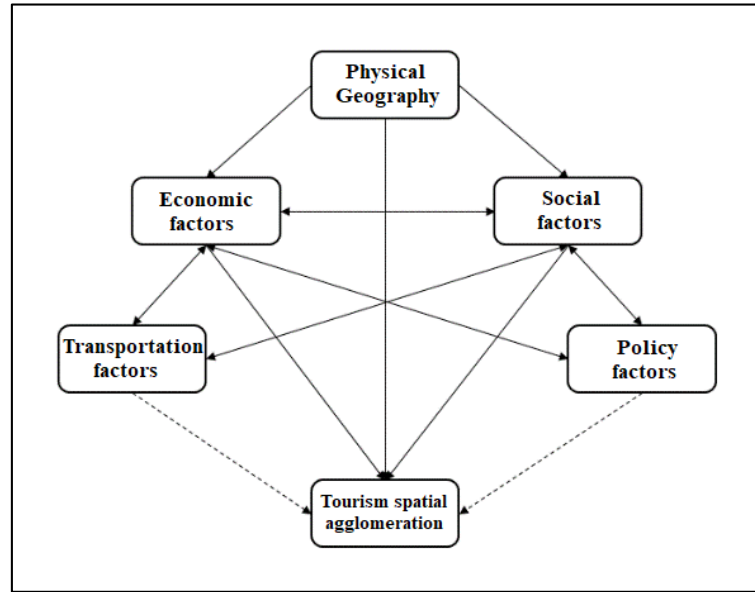 Physical
Geography
Economic
factors
Social
factors
Transportation
factors
Policy
factors
Tourism spatial
agglomeration